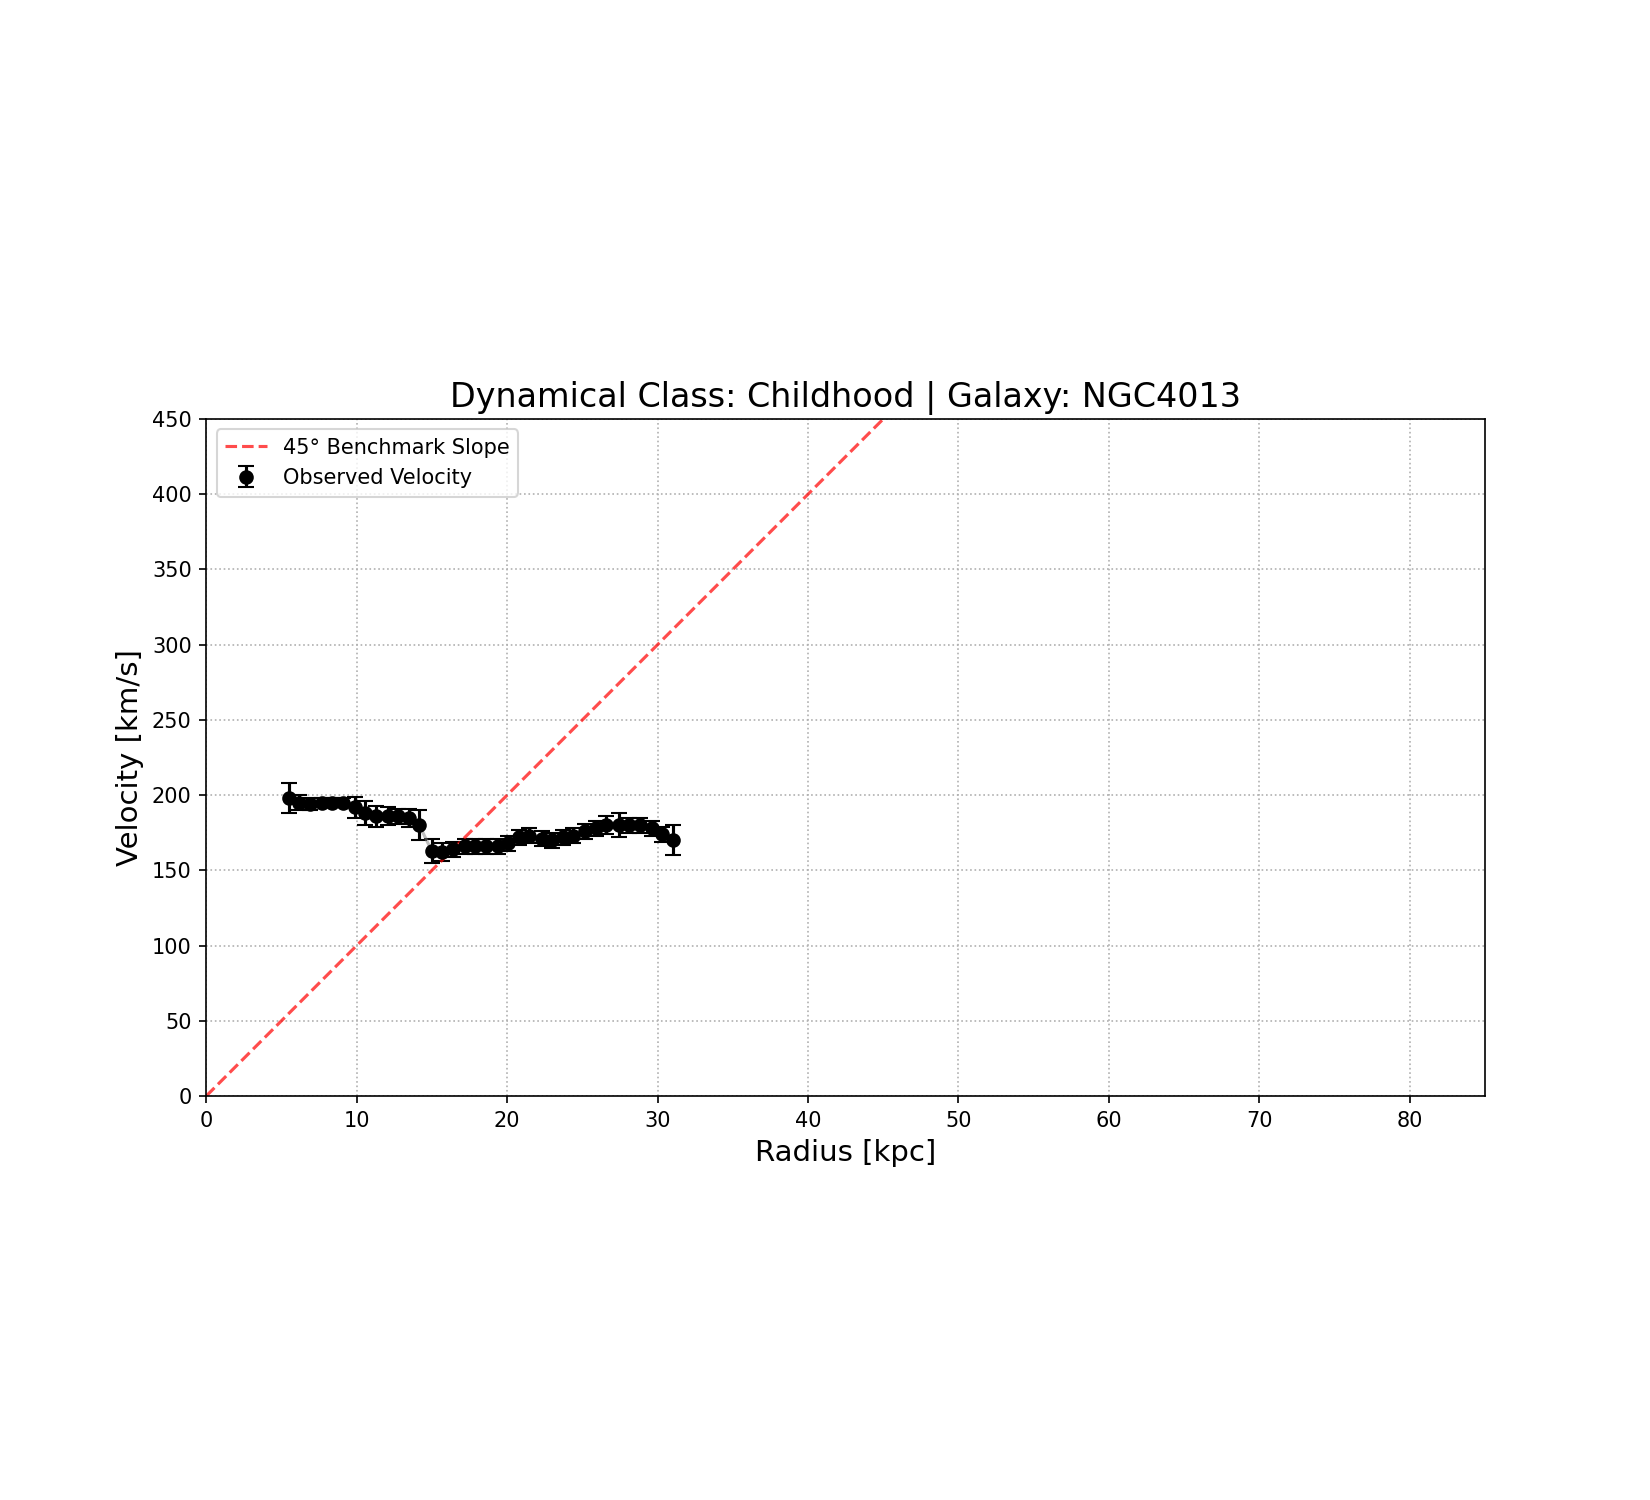 Dynamical Class: Childhood | Galaxy: NGC4013
45° Benchmark Slope
Observed Velocity
Velocity [km/s]
450
400
350
300
250
200
150
100
50
0
0 10 20 30 40 50 60 70 80
Radius [kpc]